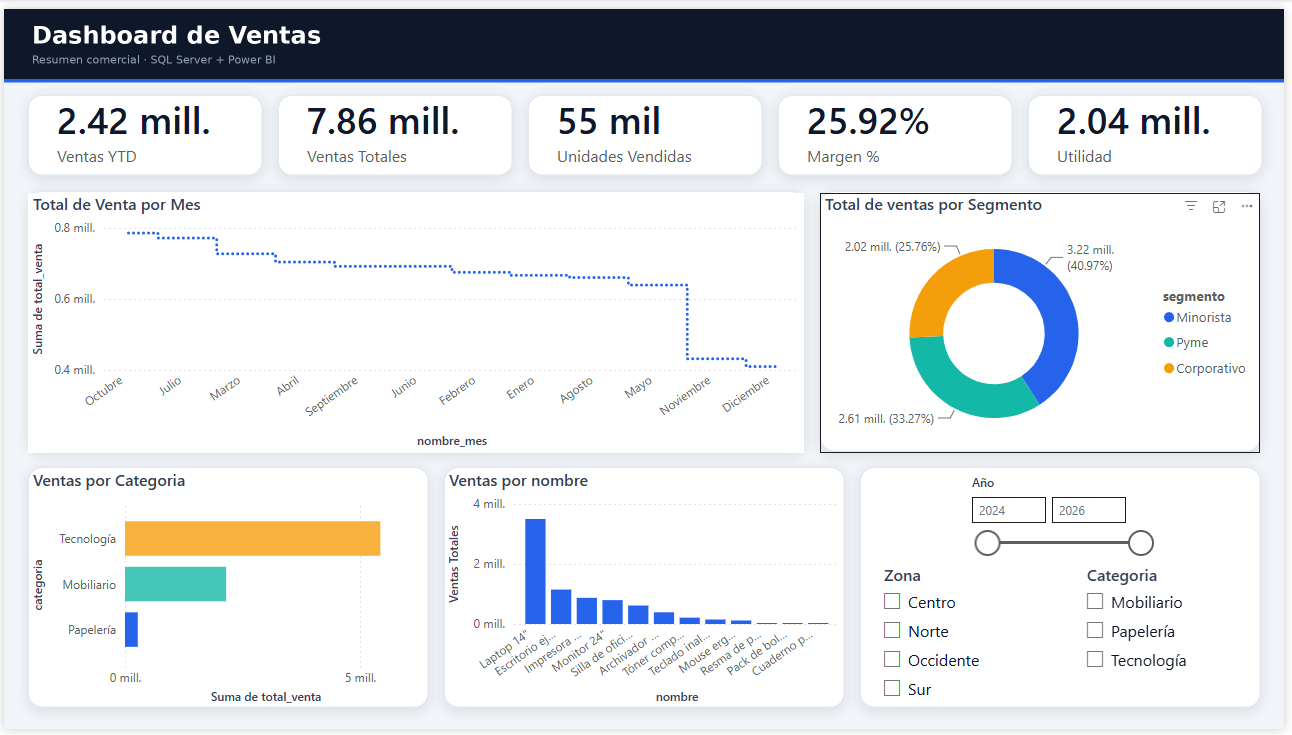 Dashboard de Ventas
Resumen comercial · SQL Server + Power BI
2.42 mill.
Ventas YTD
7.86 mill.
Ventas Totales
55 mil
Unidades Vendidas
25.92%
Margen %
2.04 mill.
Utilidad
Total de Venta por Mes
Suma de total_venta
0.8 mill.
0.6 mill.
0.4 mill.
Octubre
Julio
Marzo
Abril
Septiembre
Junio
Febrero
Enero
Agosto
Mayo
Noviembre
Diciembre
nombre_mes
Total de ventas por Segmento
2.02 mill. (25.76%)
3.22 mill.
(40.97%)
2.61 mill. (33.27%)
segmento
Minorista
Pyme
Corporativo
Ventas por Categoria
categoria
Tecnología
Mobiliario
Papelería
0 mill.
5 mill.
Suma de total_venta
Ventas por nombre
Ventas Totales
4 mill.
2 mill.
0 mill.
Laptop 14"
Escritorio ej...
Impresora ...
Monitor 24"
Silla de ofici...
Archivador ...
Tóner comp...
Teclado inal...
Mouse erg...
Resma de p...
Pack de bol...
Cuaderno p...
nombre
Año
2024
2026
Zona
Centro
Norte
Occidente
Sur
Categoria
Mobiliario
Papelería
Tecnología